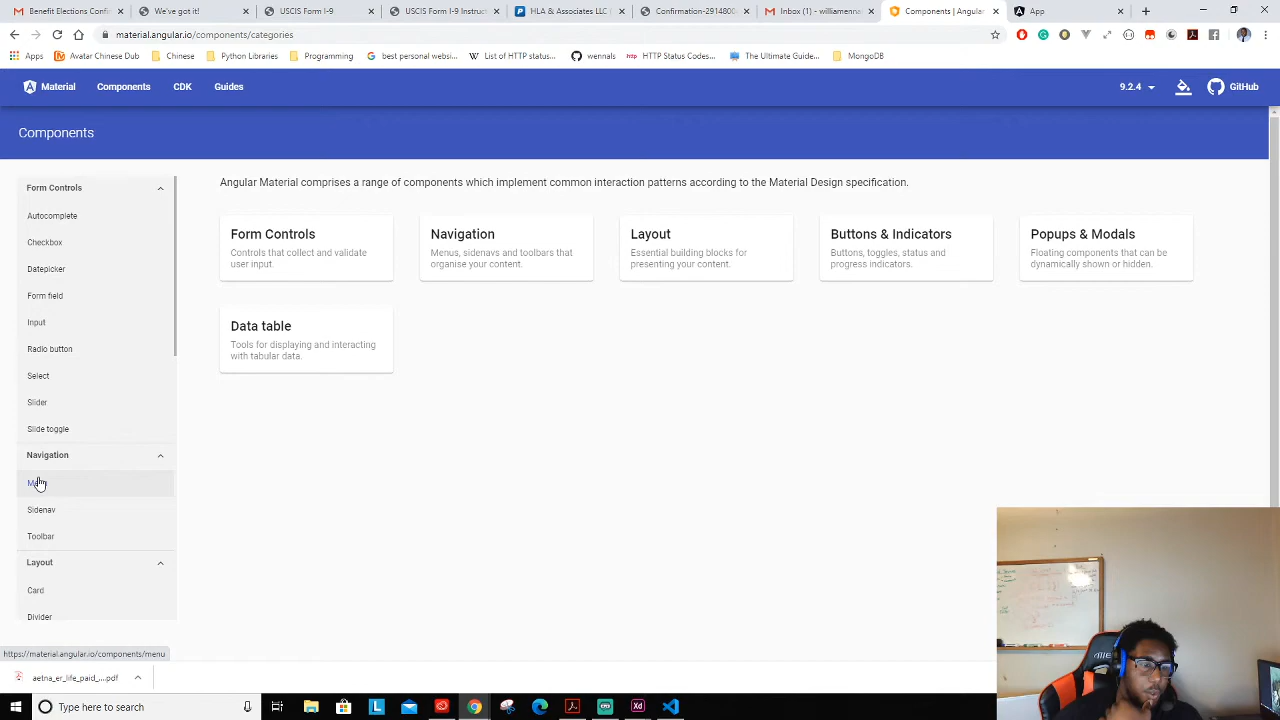 Benefit Elections Confi
We've got it!
USCIS Form I-9
USCIS Form I-9 Instruc
HLA & Associates LLC |
Confirmation-2914800
Inbox (1) - williamenna
Components | Angular
App
material.angular.io/components/categories
Apps
Avatar Chinese Dub
Chinese
Python Libraries
Programming
best personal websi...
List of HTTP status...
wennals
HTTP Status Codes...
The Ultimate Guide...
MongoDB
Material
Components
CDK
Guides
9.2.4
GitHub
Components
Form Controls
Autocomplete
Checkbox
Datepicker
Form field
Input
Radio button
Select
Slider
Slide toggle
Navigation
Sidenav
Toolbar
Layout
Card
Divider
Angular Material comprises a range of components which implement common interaction patterns according to the Material Design specification.
Form Controls
Controls that collect and validate
user input.
Navigation
Menus, sidenavs and toolbars that
organise your content.
Layout
Essential building blocks for
presenting your content.
Buttons & Indicators
Buttons, toggles, status and
progress indicators.
Popups & Modals
Floating components that can be
dynamically shown or hidden.
Data table
Tools for displaying and interacting
with tabular data.
https://material.angular.io/components/menu
aetna_er_life_paid_....pdf
Type here to search